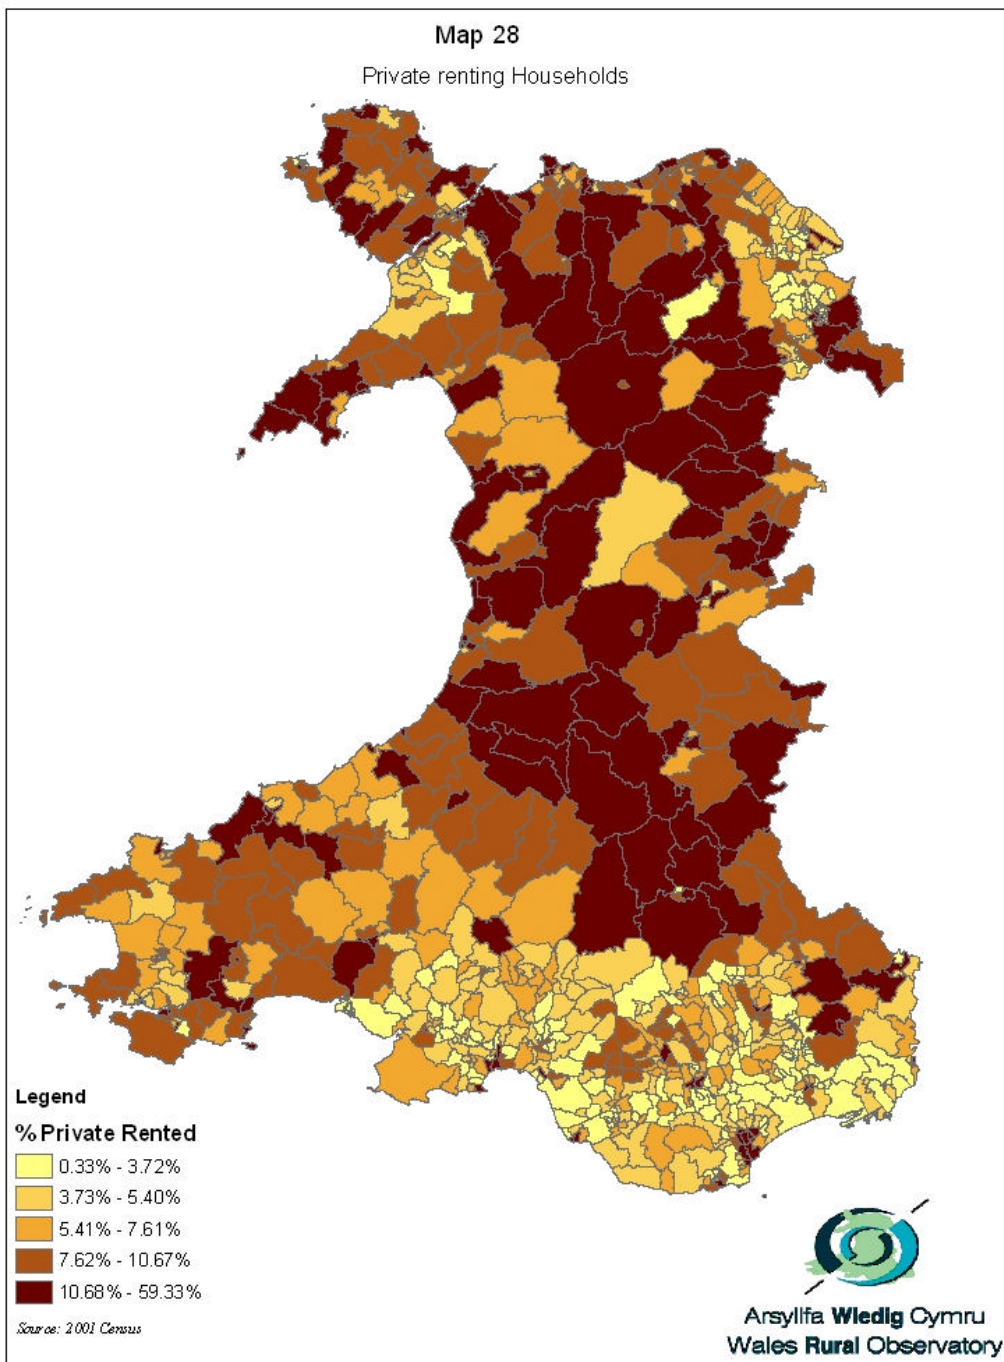 Map 28
Private renting Households
Legend
% Private Rented
0.33% - 3.72%
3.73% - 5.40%
5.41% - 7.61%
7.62% - 10.67%
10.68% - 59.33%
Source: 2001 Census
Arsyllfa Wledig Cymru
Wales Rural Observatory